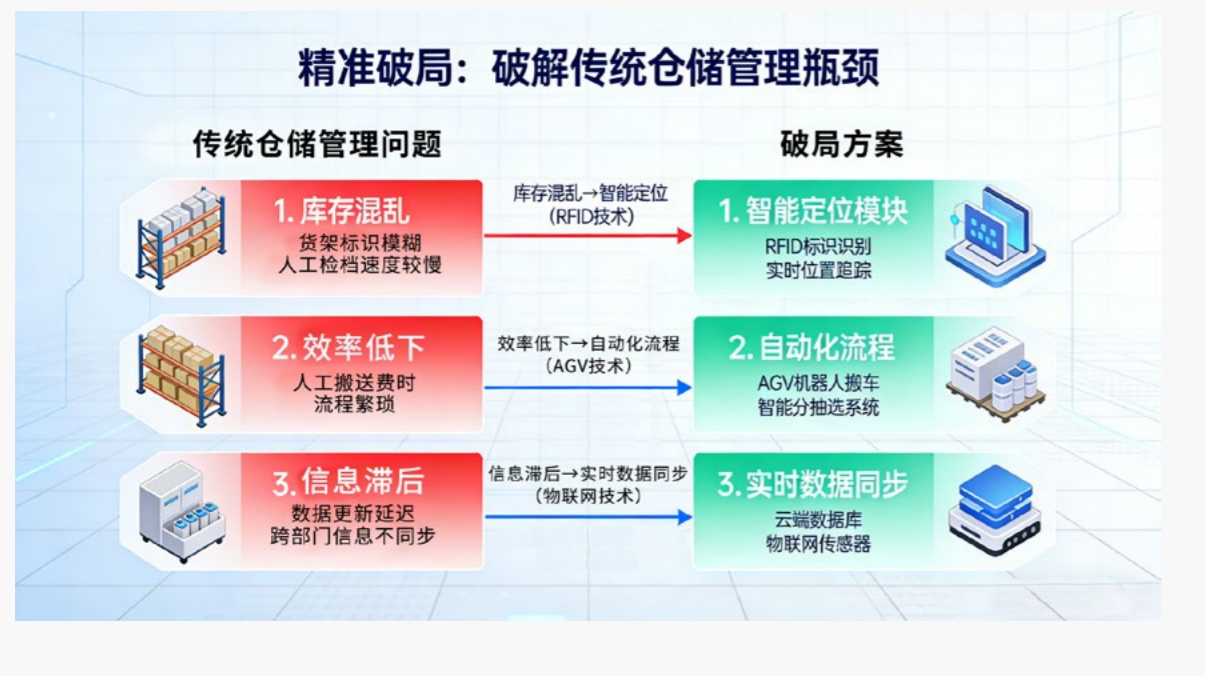 精准破局：破解传统仓储管理瓶颈
传统仓储管理问题
破局方案
1. 库存混乱
货架标识模糊
人工检档速度较慢
库存混乱→智能定位
（RFID技术）
1. 智能定位模块
RFID标识识别
实时位置追踪
2. 效率低下
人工搬送费时
流程繁琐
效率低下→自动化流程
（AGV技术）
2. 自动化流程
AGV机器人搬车
智能分抽选系统
3. 信息滞后
数据更新延迟
跨部门信息不同步
信息滞后→实时数据同步
（物联网技术）
3. 实时数据同步
云端数据库
物联网传感器